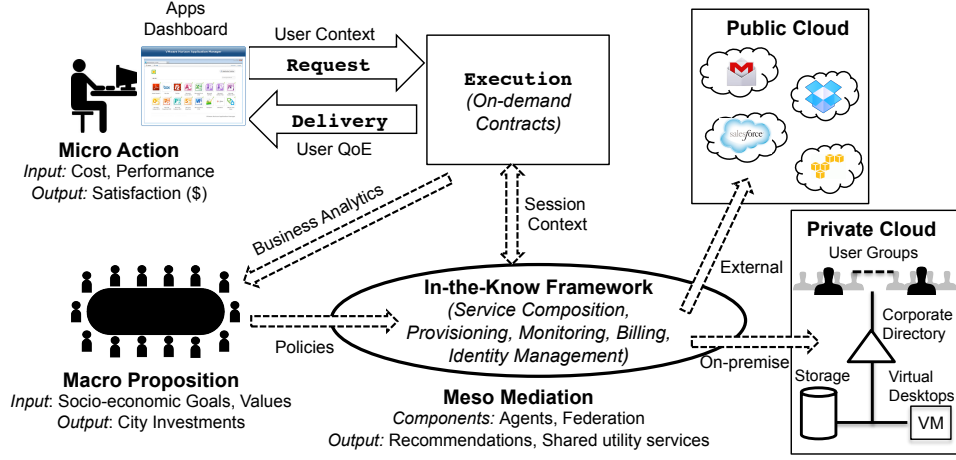 Apps
Dashboard
User Context
Request
Delivery
User QoE
Execution
(On-demand
Contracts)
Public Cloud
salesforce
Micro Action
Input: Cost, Performance
Output: Satisfaction ($)
Business Analytics
Session
Context
External
Private Cloud
User Groups
Corporate
Directory
Storage
Virtual
Desktops
VM
In-the-Know Framework
(Service Composition,
Provisioning, Monitoring, Billing,
Identity Management)
Policies
On-premise
Macro Proposition
Input: Socio-economic Goals, Values
Output: City Investments
Meso Mediation
Components: Agents, Federation
Output: Recommendations, Shared utility services